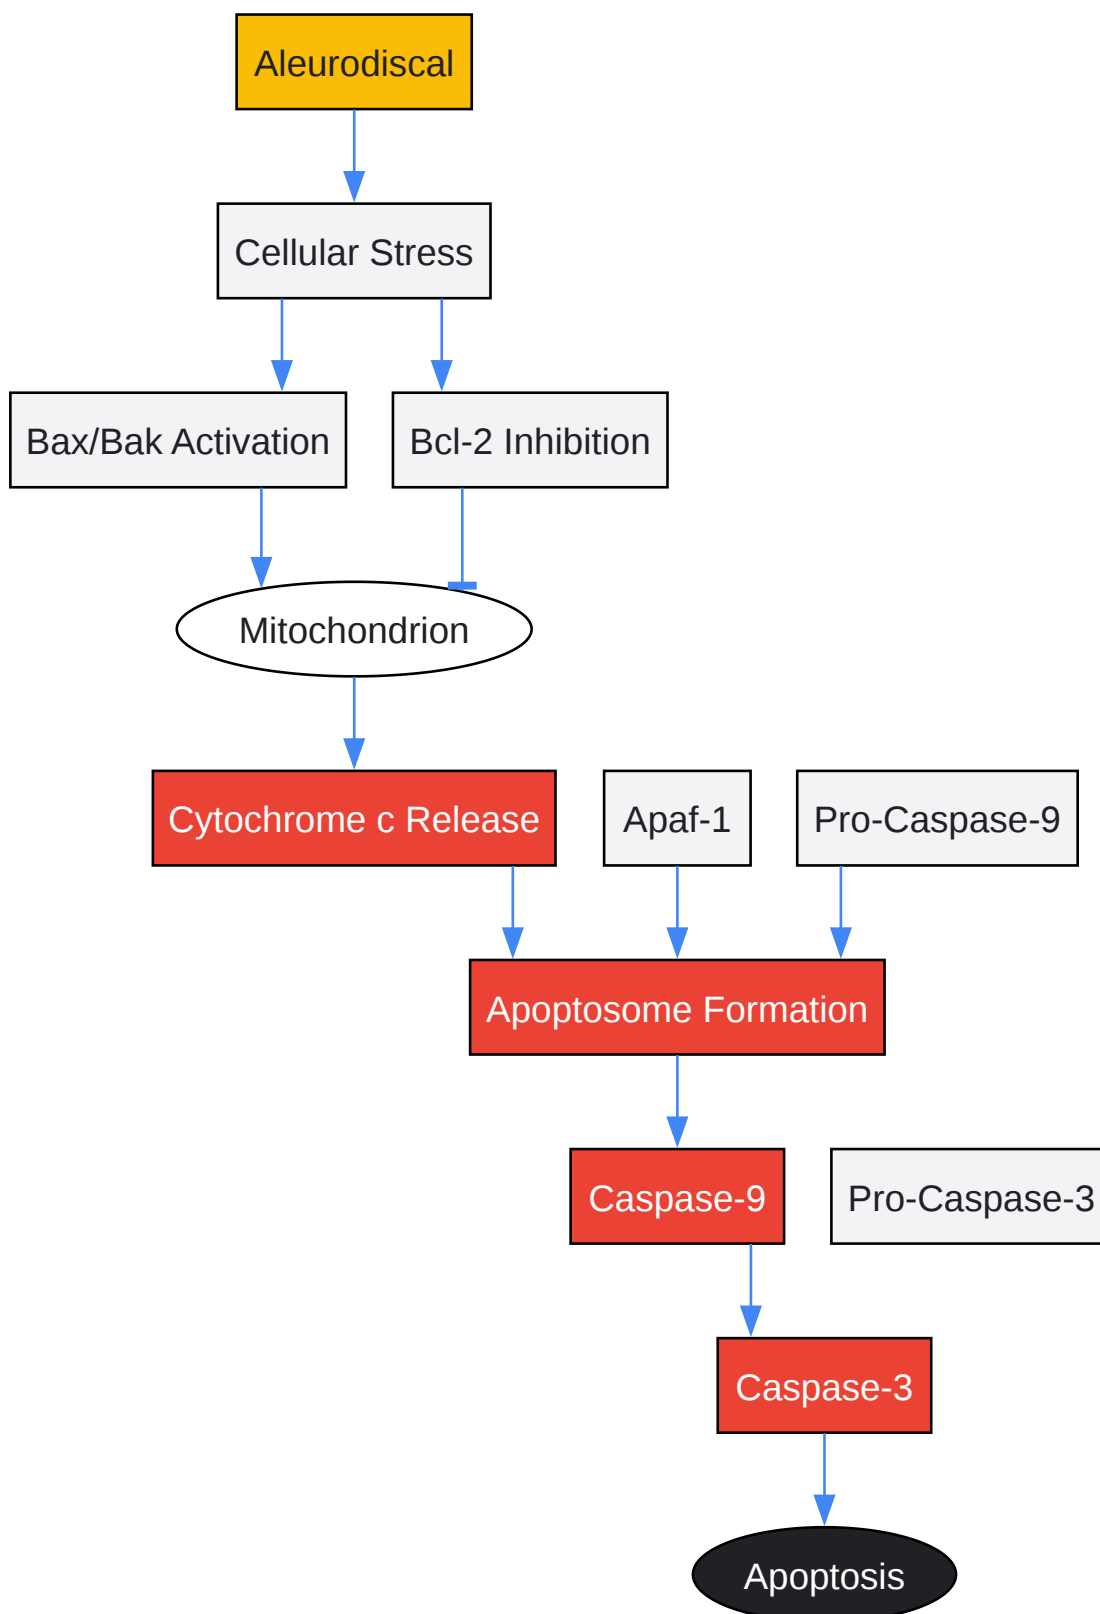 Aleurodiscal
Cellular Stress
Bax/Bak Activation
Bcl-2 Inhibition
Mitochondrion
Cytochrome c Release
Apaf-1
Pro-Caspase-9
Apoptosome Formation
Caspase-9
Pro-Caspase-3
Caspase-3
Apoptosis